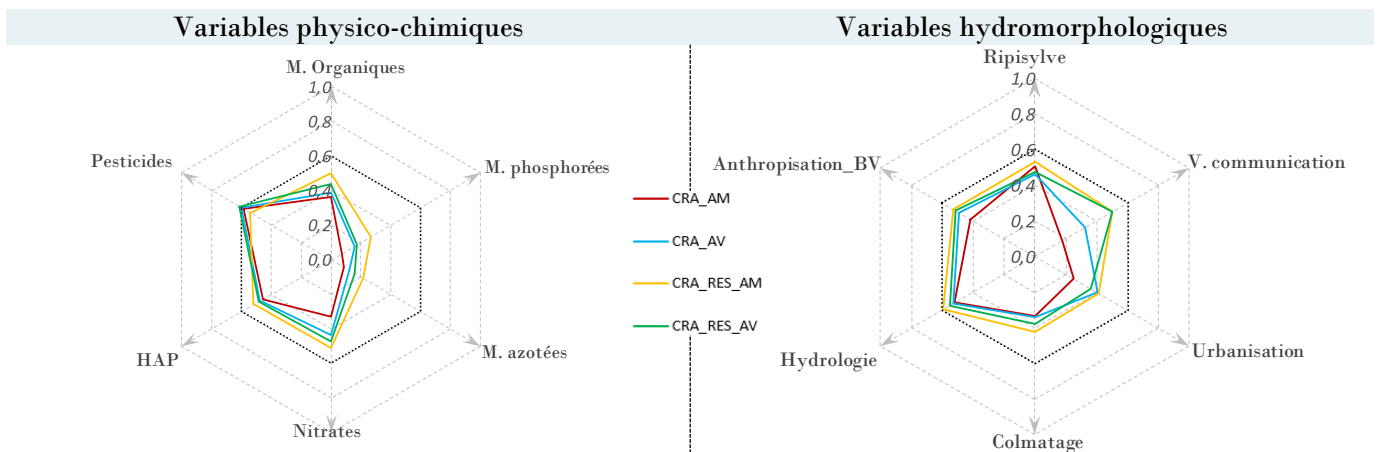 Variables physico-chimiques
Variables hydromorphologiques
M. Organiques
1,0
0,8
0,6
0,4
0,2
0,0
Pesticides
M. phosphorées
HAP
M. azotées
Nitrates
CRA_AM
CRA_AV
CRA_RES_AM
CRA_RES_AV
Ripisylve
1,0
0,8
0,6
0,4
0,2
0,0
Anthropisation_BV
V. communication
Hydrologie
Urbanisation
Colmatage